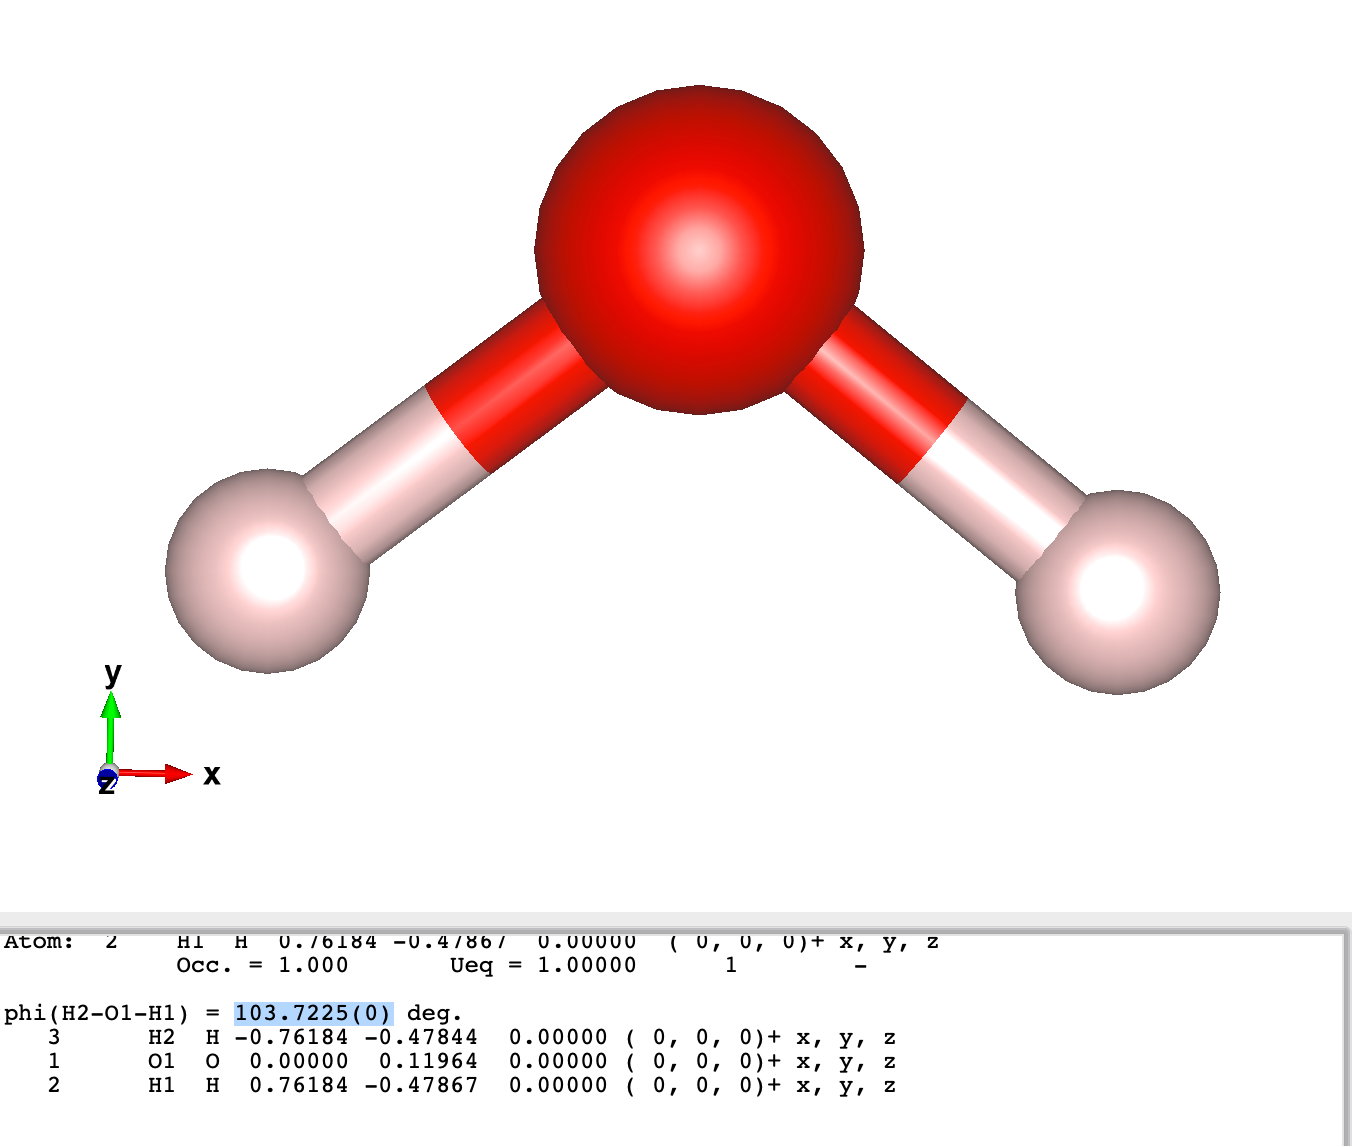 y
x
z
Atom:  2    H1  H  0.76184 -0.47867  0.00000  ( 0, 0, 0)+ x, y, z
            Occ. = 1.000       Ueq = 1.00000      1        -
phi(H2-O1-H1) = 103.7225(0) deg.
   3      H2  H -0.76184 -0.47844  0.00000 ( 0, 0, 0)+ x, y, z
   1      O1  O  0.00000  0.11964  0.00000 ( 0, 0, 0)+ x, y, z
   2      H1  H  0.76184 -0.47867  0.00000 ( 0, 0, 0)+ x, y, z